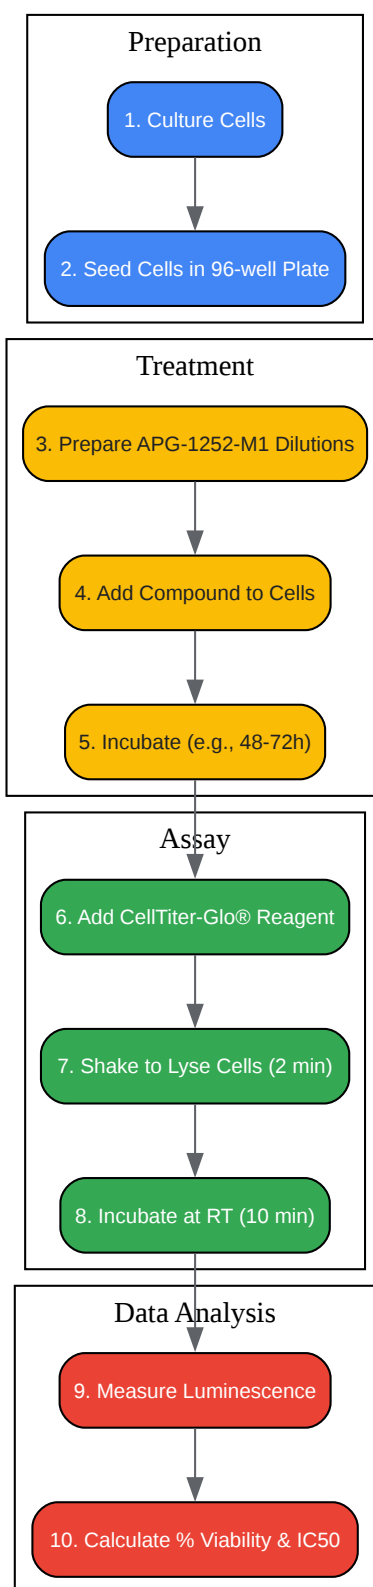 Preparation
1. Culture Cells
2. Seed Cells in 96-well Plate
Treatment
3. Prepare APG-1252-M1 Dilutions
4. Add Compound to Cells
5. Incubate (e.g., 48-72h)
Assay
6. Add CellTiter-Glo® Reagent
7. Shake to Lyse Cells (2 min)
8. Incubate at RT (10 min)
Data Analysis
9. Measure Luminescence
10. Calculate % Viability & IC50